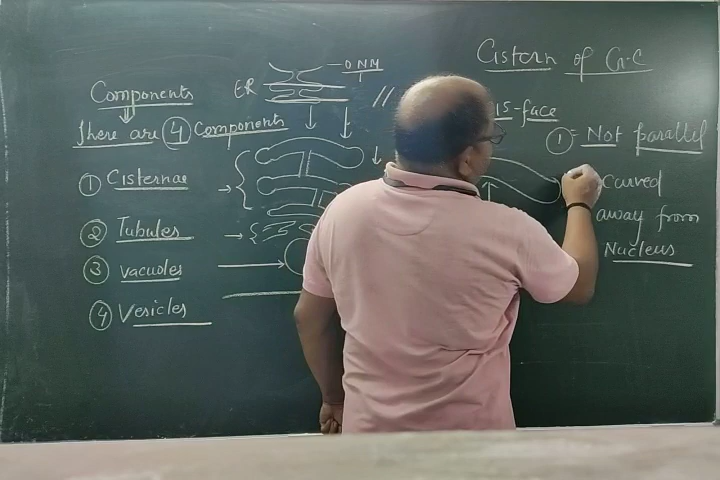 Components
There are 4 Components
1 Cisternae
2 Tubules
3 vacuoles
4 Vesicles
ER
ONM
Cistern of G.C
is-face
1 = Not parallel
Curved
away from
Nucleus